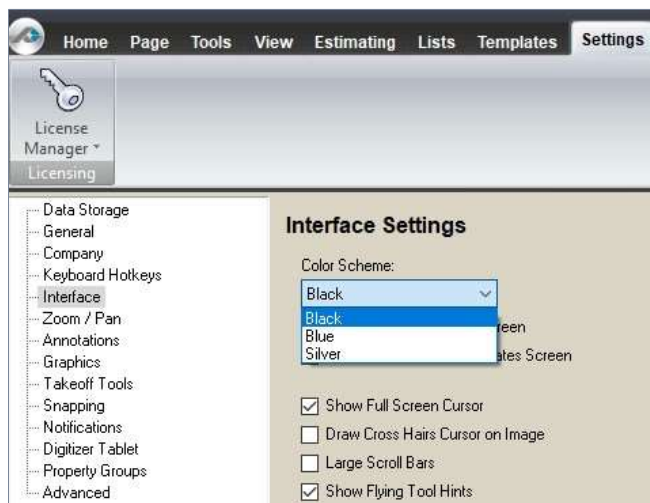 Home Page Tools View Estimating Lists Templates Settings
License
Manager
Licensing
Data Storage
General
Company
Keyboard Hotkeys
Interface
Zoom / Pan
Annotations
Graphics
Takeoff Tools
Snapping
Notifications
Digitizer Tablet
Property Groups
Advanced
Interface Settings
Color Scheme:
Black
Black
Blue
Silver
Screen
Show Full Screen Cursor
Draw Cross Hairs Cursor on Image
Large Scroll Bars
Show Flying Tool Hints